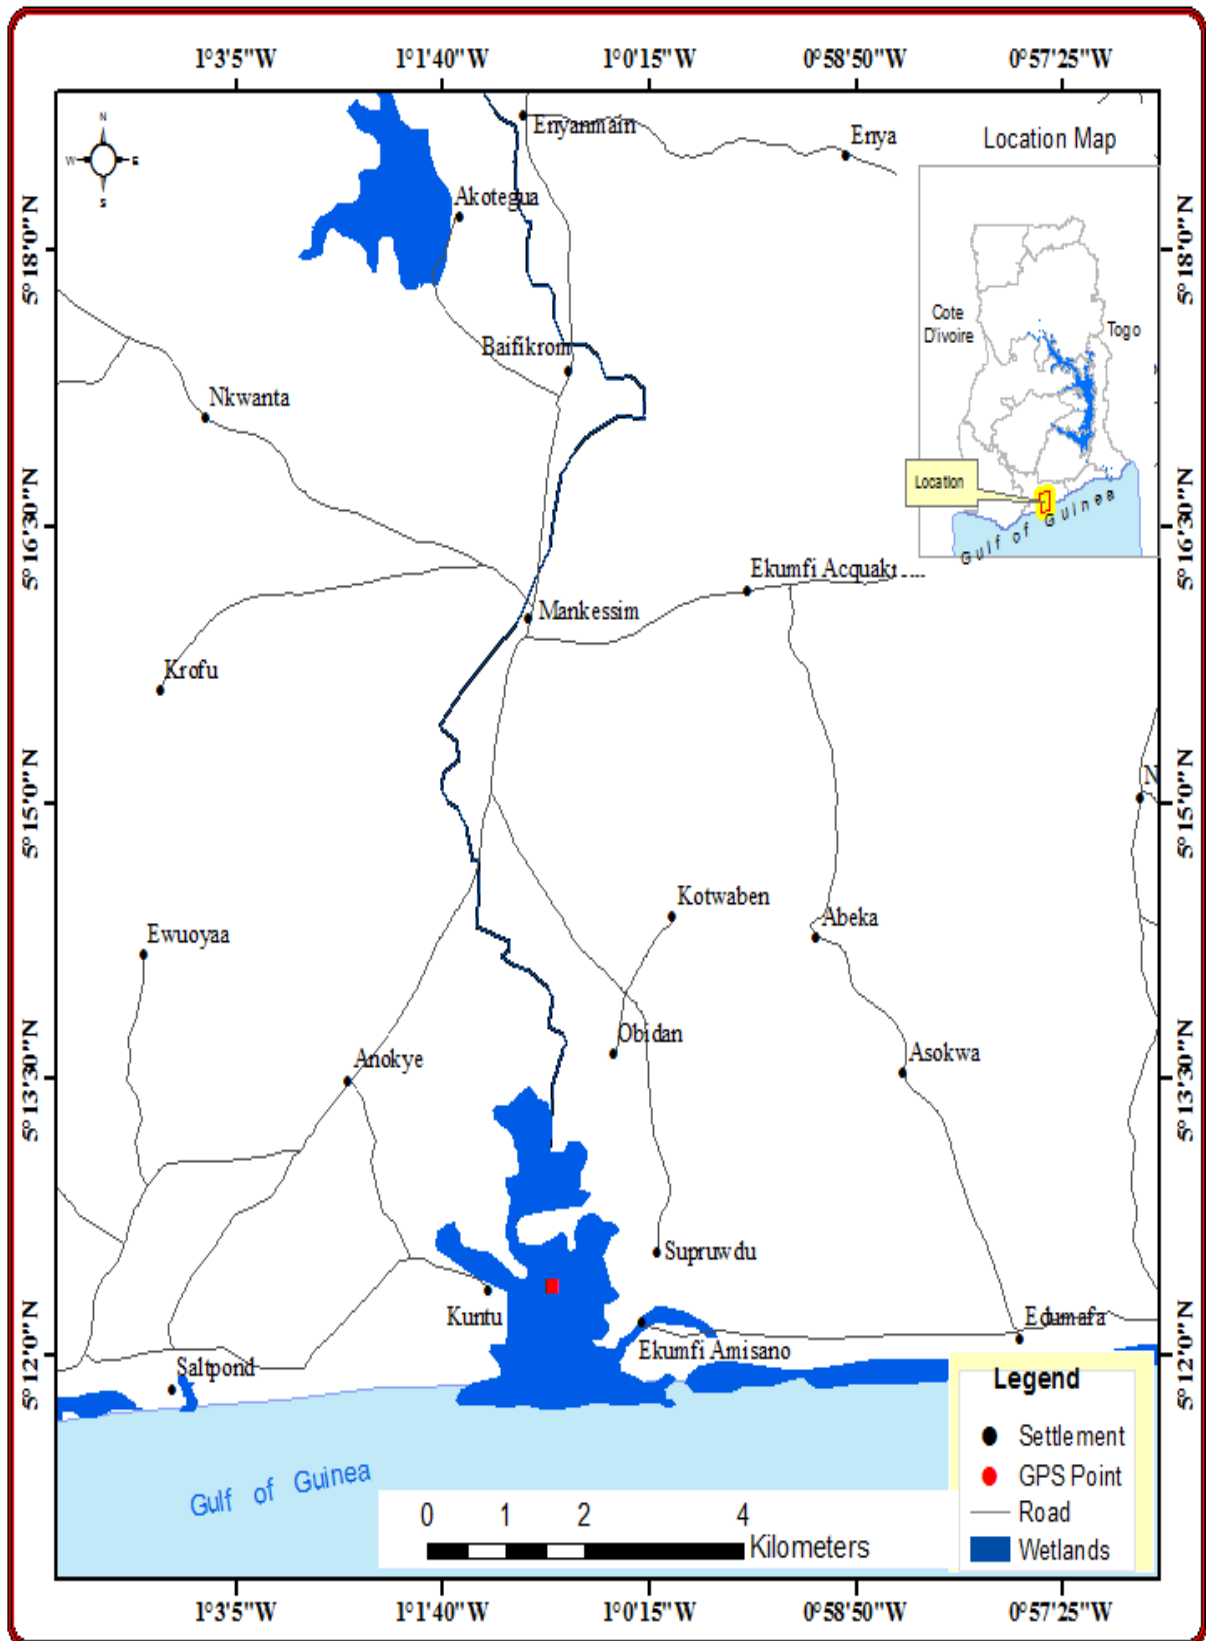 1°3'5"W 1°1'40"W 1°0'15"W 0°58'50"W 0°57'25"W
N
W E
S
Enyanmain
Enya
Location Map
Akotegua
5°18'0"N
5°18'0"N
Cote
D'ivoire
Togo
Baifikrom
Nkwanta
Location
Gulf of Guinea
5°16'30"N
5°16'30"N
Ekumfi
Mankessim
Krofu
N
5°15'0"N
5°15'0"N
Kotwaben
Abeka
Ewuoyaa
Obidan
Anokye
Asokwa
5°13'30"N
5°13'30"N
Supruwdu
Kuntu
Edumafa
Ekumfi Amisano
5°12'0"N
5°12'0"N
Saltpond
Legend
Settlement
GPS Point
Road
Wetlands
Gulf of Guinea
0 1 2 4
Kilometers
1°3'5"W 1°1'40"W 1°0'15"W 0°58'50"W 0°57'25"W